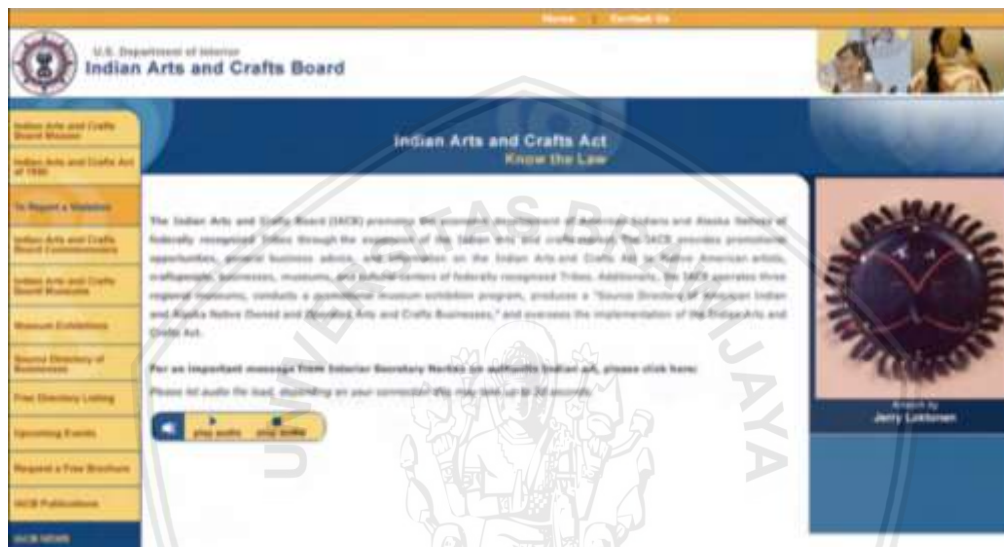 Home | Contact Us
U.S. Department of Interior
Indian Arts and Crafts Board
Indian Arts and Crafts
Board Mission
Indian Arts and Crafts Act
of 1990
To Report a Violation
Indian Arts and Crafts
Board Commissioners
Indian Arts and Crafts
Board Museums
Museum Exhibitions
Source Directory of
Businesses
Free Directory Listing
Upcoming Events
Request a Free Brochure
IACB Publications
IACB NEWS
Indian Arts and Crafts Act
Know the Law
The Indian Arts and Crafts Board (IACB) promotes the economic development of American Indians and Alaska Natives of
federally recognized Tribes through the expansion of the Indian arts and crafts market. The IACB provides promotional
opportunities, general business advice, and information on the Indian Arts and Crafts Act to Native American artists,
craftspeople, businesses, museums, and cultural centers of federally recognized Tribes. Additionally, the IACB operates three
regional museums, conducts a promotional museum exhibition program, produces a "Source Directory of American Indian
and Alaska Native Owned and Operated Arts and Crafts Businesses," and oversees the implementation of the Indian Arts and
Crafts Act.
For an important message from Interior Secretary Norton on authentic Indian art, please click here:
Please let audio file load, depending on your connection this may take up to 20 seconds.
play audio stop audio
Artwork by
Jerry
UNIVERSITAS BRAWIJAYA